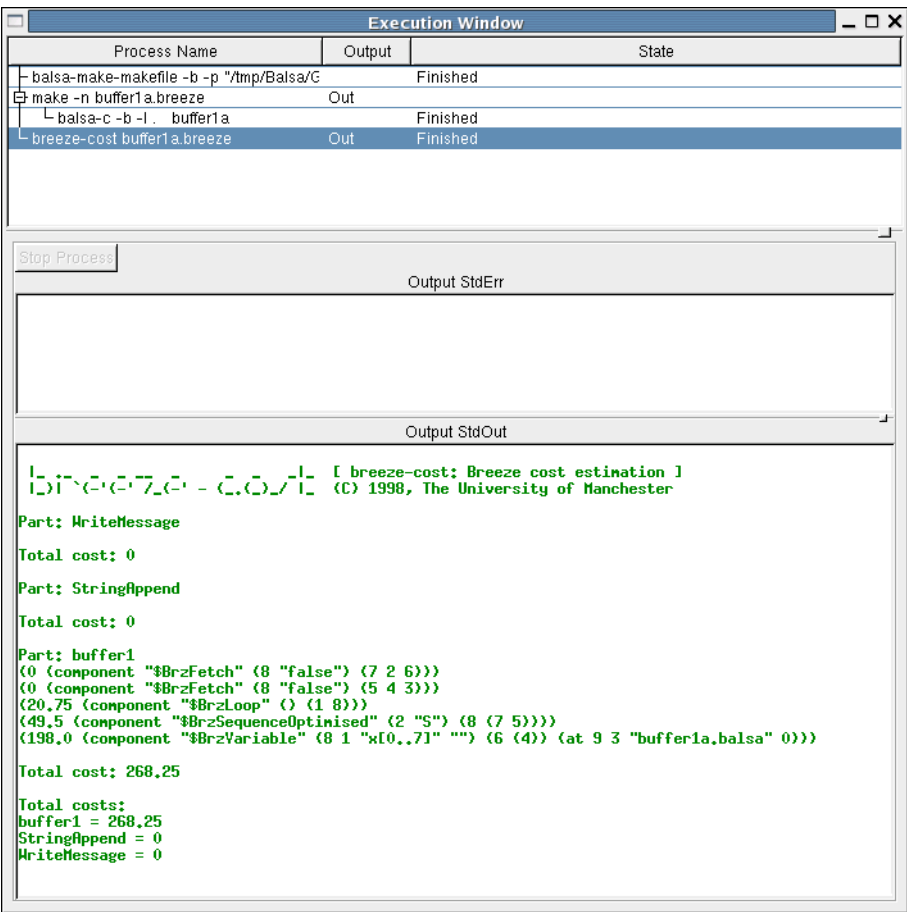 Execution Window
Process Name Output State
balsa-make-makefile -b -p "/tmp/Balsa/G Finished
make -n buffer1a.breeze Out
balsa-c -b -I . buffer1a Finished
breeze-cost buffer1a.breeze Out Finished
Stop Process
Output StdErr
Output StdOut
[ breeze-cost: Breeze cost estimation ]
(C) 1998, The University of Manchester
Part: WriteMessage
Total cost: 0
Part: StringAppend
Total cost: 0
Part: buffer1
(0 (component "$BrzFetch" (8 "false") (7 2 6)))
(0 (component "$BrzFetch" (8 "false") (5 4 3)))
(20.75 (component "$BrzLoop" () (1 8)))
(49.5 (component "$BrzSequenceOptimised" (2 "S") (8 (7 5))))
(198.0 (component "$BrzVariable" (8 1 "x[0..7]" "") (6 (4)) (at 9 3 "buffer1a.balsa" 0)))
Total cost: 268.25
Total costs:
buffer1 = 268.25
StringAppend = 0
WriteMessage = 0